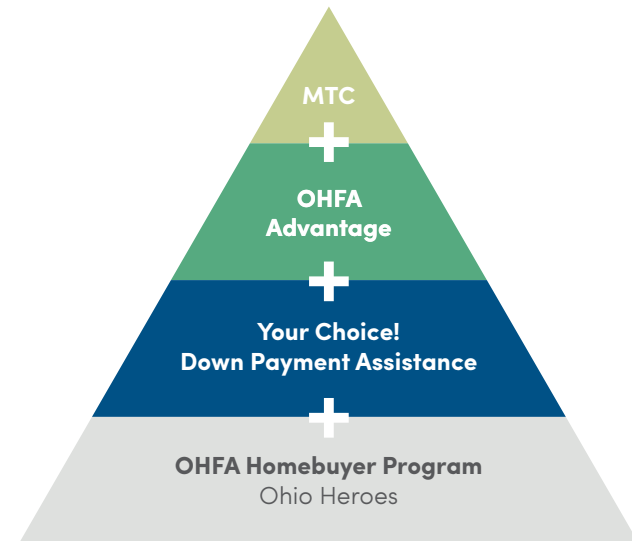 MTC
OHFA
Advantage
Your Choice!
Down Payment Assistance
OHFA Homebuyer Program
Ohio Heroes